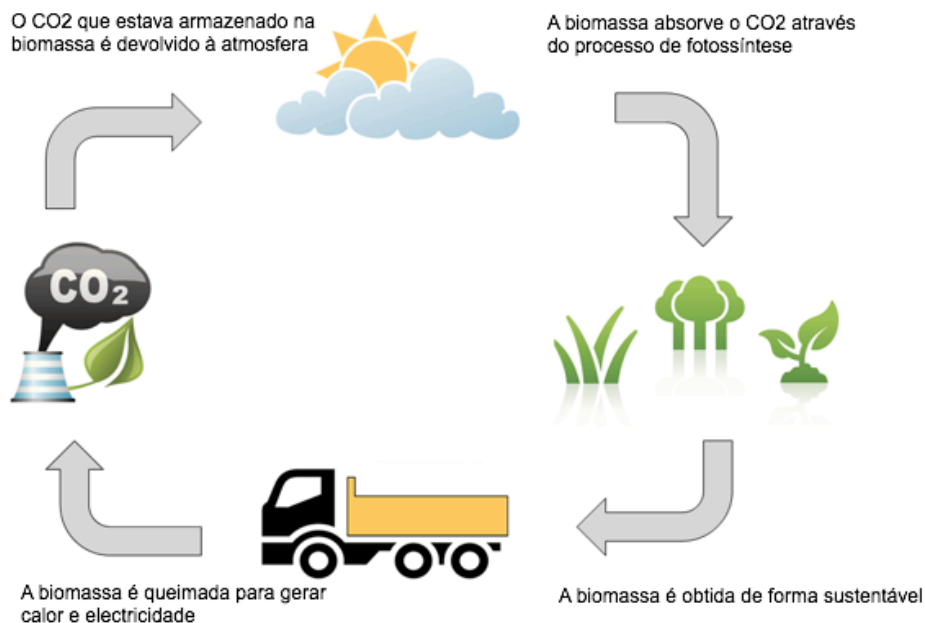 O CO2 que estava armazenado na
biomassa é devolvido à atmosfera
A biomassa absorve o CO2 através
do processo de fotossíntese
CO₂
A biomassa é queimada para gerar
calor e electricidade
A biomassa é obtida de forma sustentável